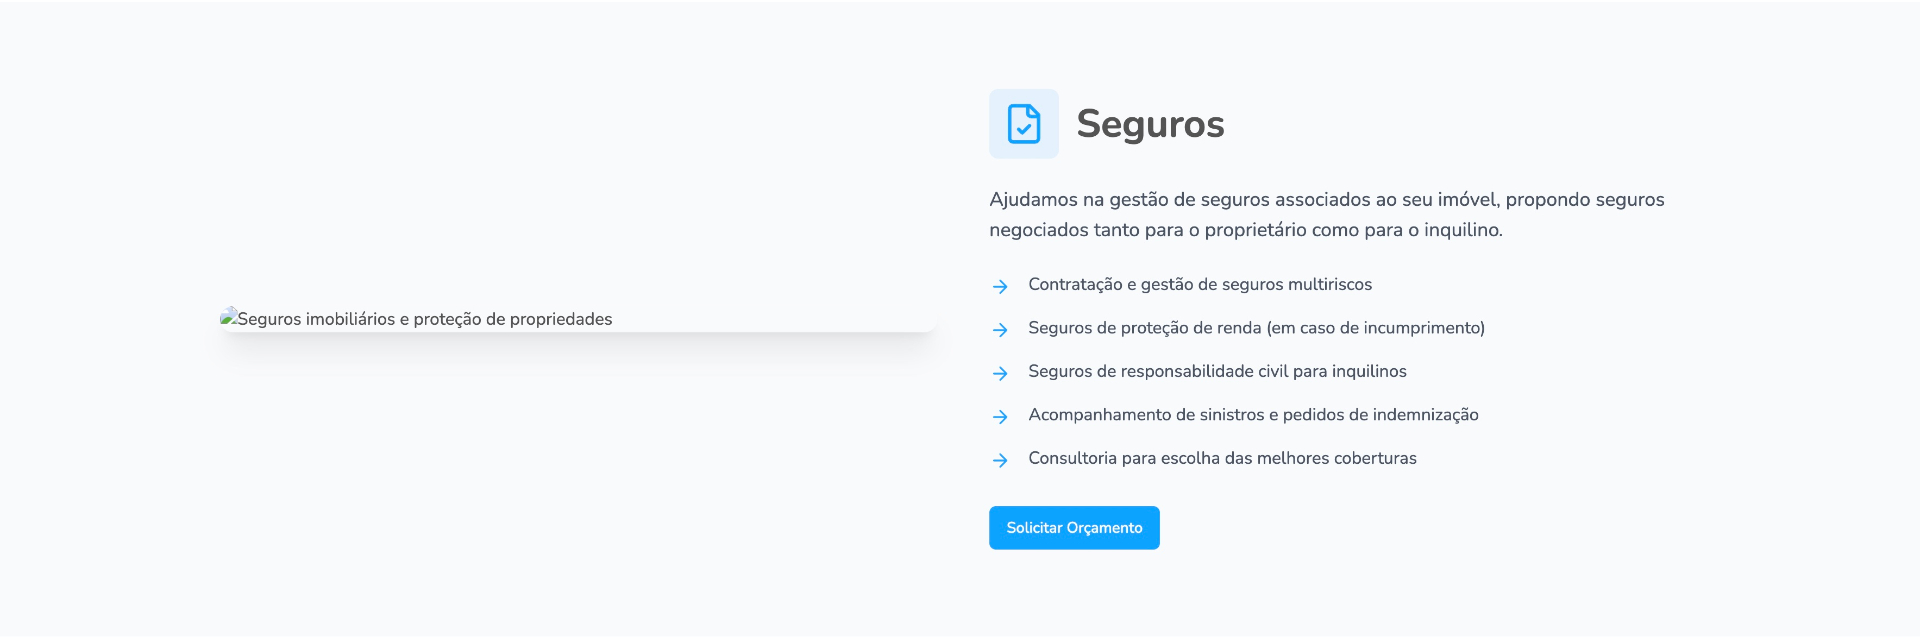 Seguros
Ajudamos na gestão de seguros associados ao seu imóvel, propondo seguros
negociados tanto para o proprietário como para o inquilino.
Contratação e gestão de seguros multiriscos
Seguros de proteção de renda (em caso de incumprimento)
Seguros imobiliários e proteção de propriedades
Seguros de responsabilidade civil para inquilinos
Acompanhamento de sinistros e pedidos de indemnização
Consultoria para escolha das melhores coberturas
Solicitar Orçamento